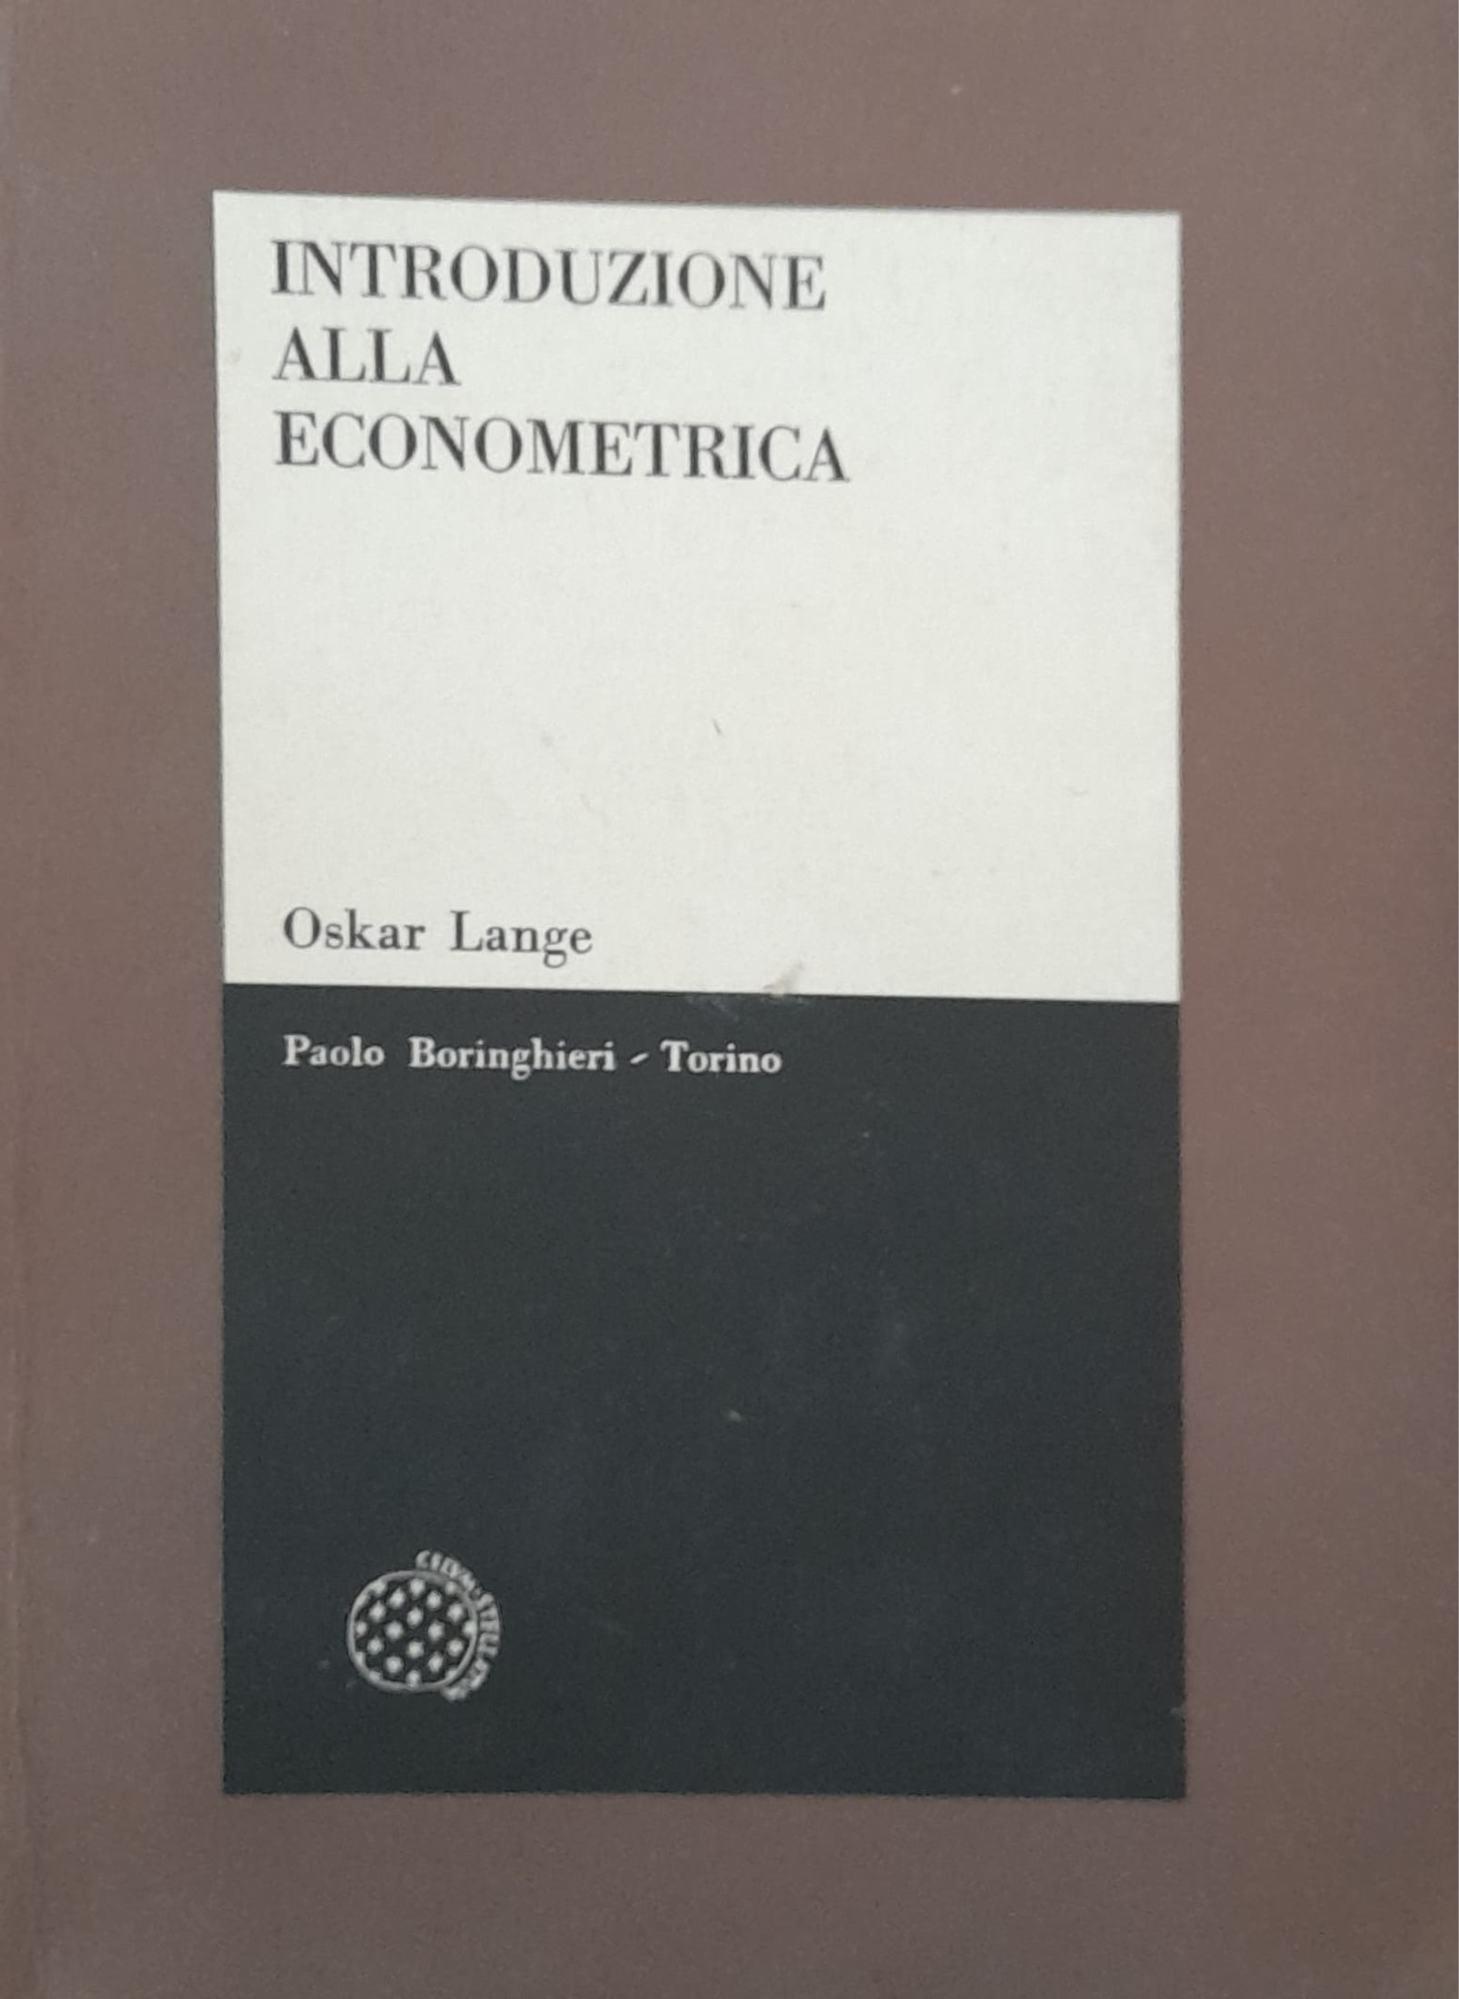 INTRODUZIONE
ALLA
ECONOMETRICA
Oskar Lange
Paolo Boringhieri - Torino